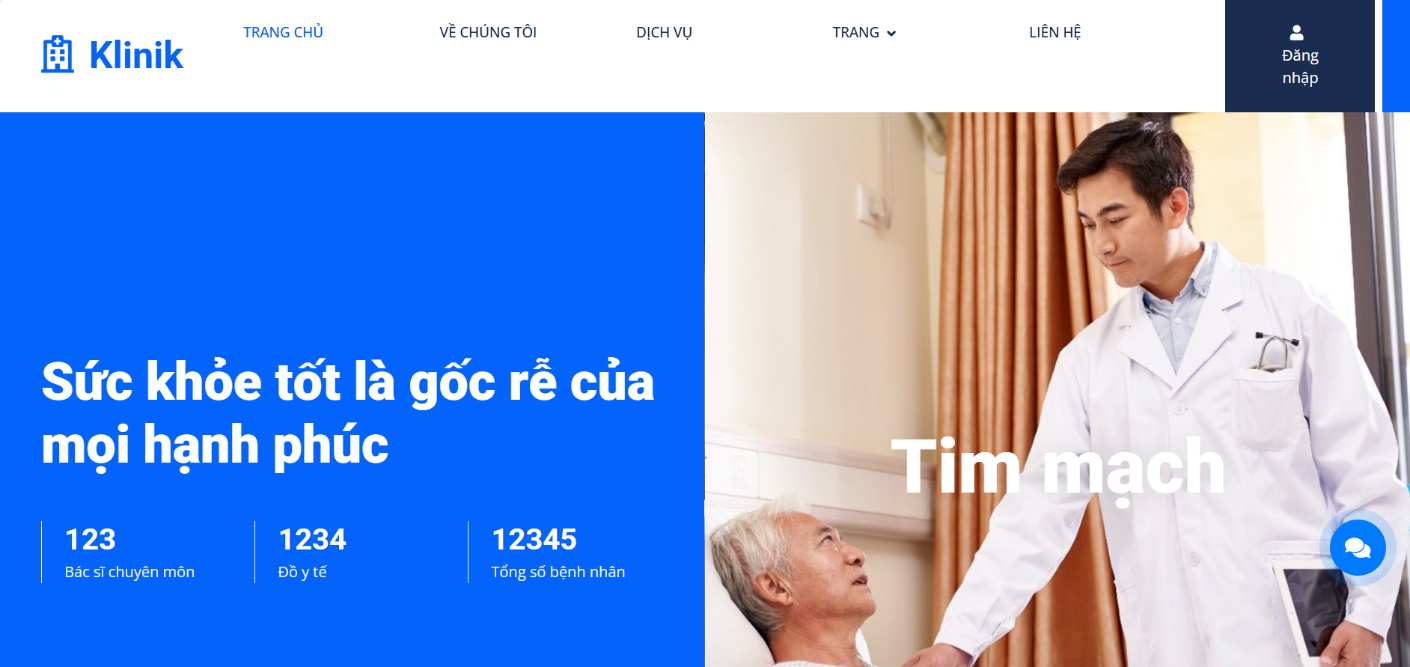 Klinik
TRANG CHỦ
VỀ CHÚNG TÔI
DỊCH VỤ
TRANG
LIÊN HỆ
Đăng
nhập
Sức khỏe tốt là gốc rễ của
mọi hạnh phúc
123
Bác sĩ chuyên môn
1234
Đồ y tế
12345
Tổng số bệnh nhân
Tim mạch